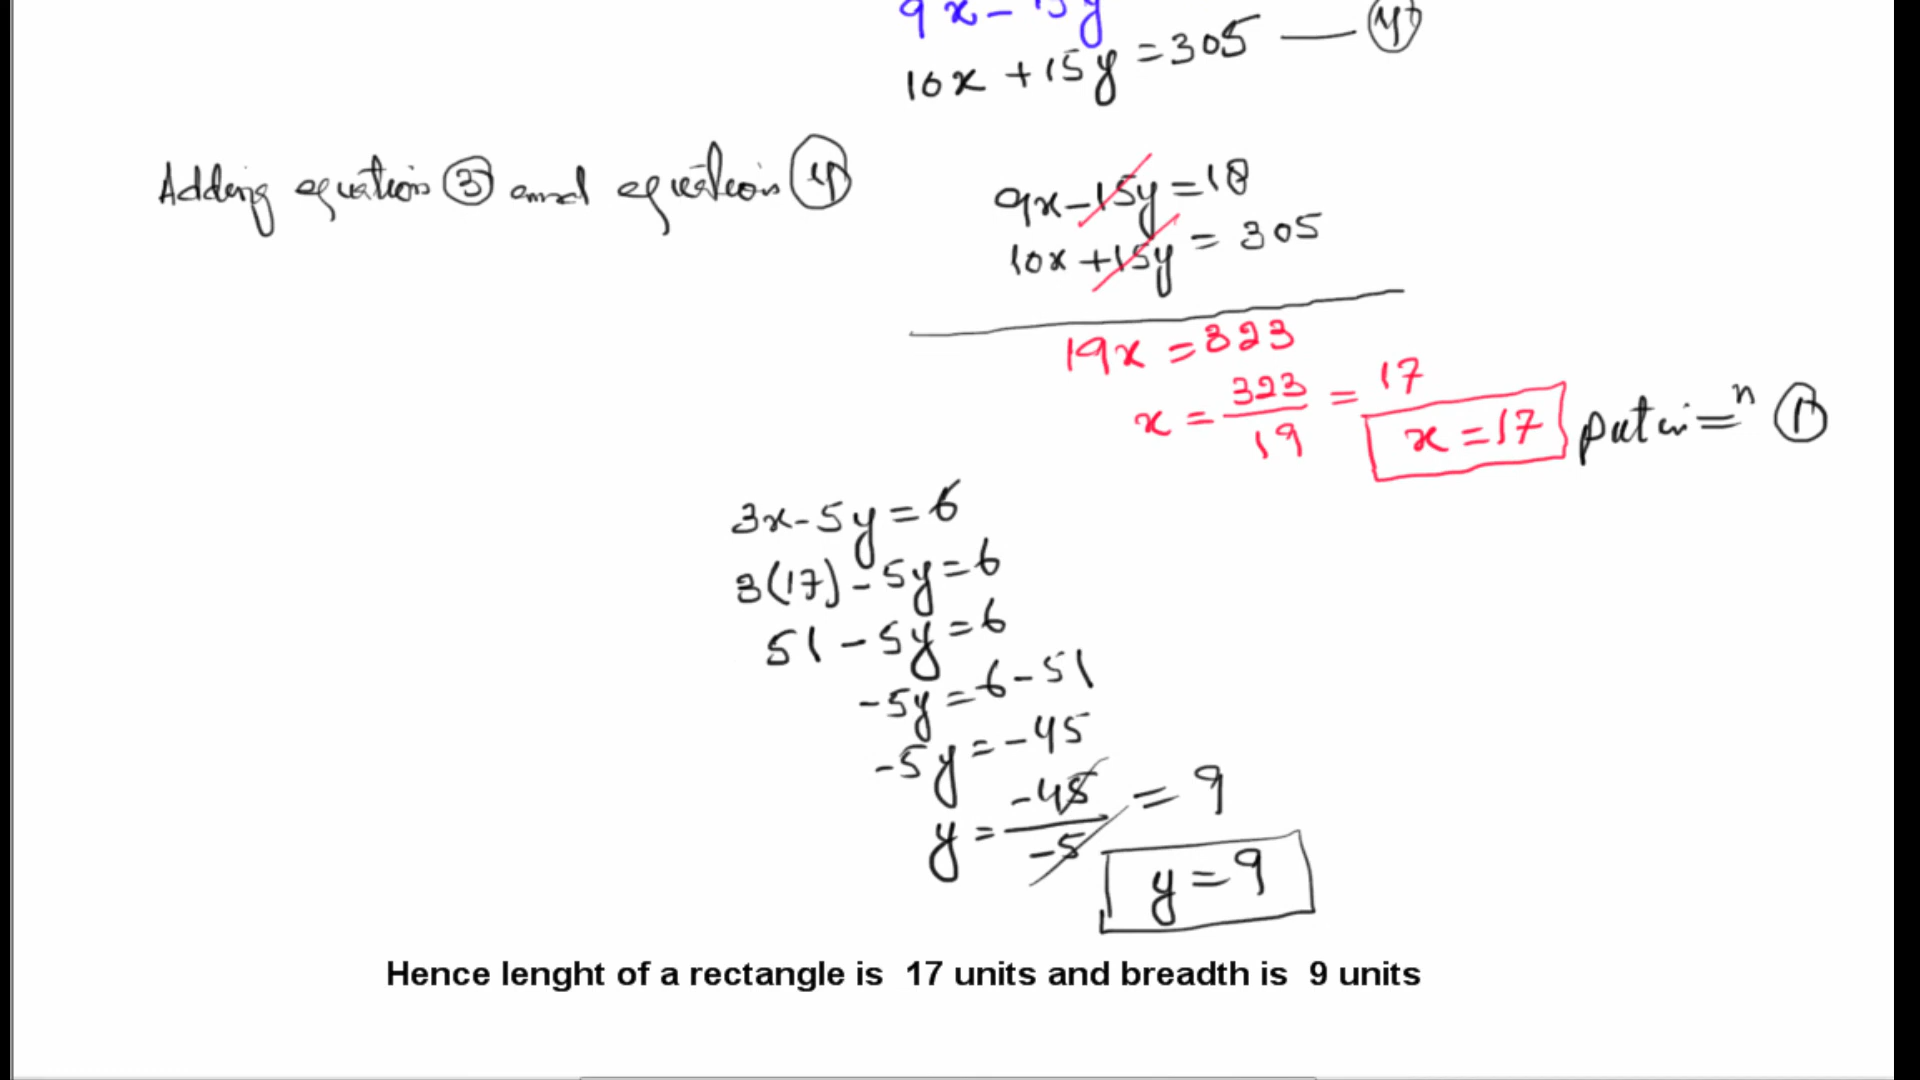 9x-15y
10x+15y=305 — 4
Adding equation 3 and equation 4
9x-15y=18
10x+15y=305
19x=323
x=323/19=17
x=17 put in =n 1
3x-5y=6
3(17)-5y=6
51-5y=6
-5y=6-51
-5y=-45
y=-45/-5=9
y=9
Hence lenght of a rectangle is 17 units and breadth is 9 units